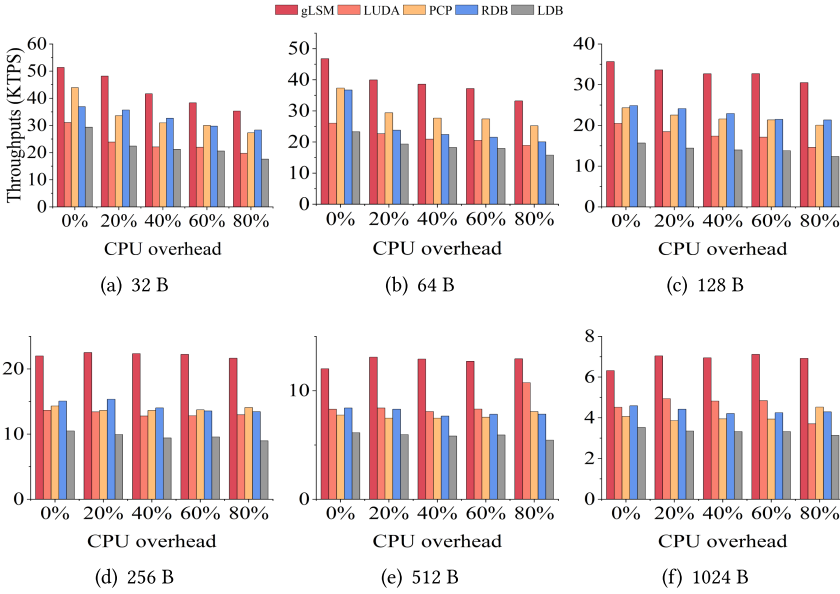 gLSM LUDA PCP RDB LDB
Throughputs (KTPS)
60
50
40
30
20
10
0
0% 20% 40% 60% 80%
CPU overhead
(a) 32 B
50
40
30
20
10
0
0% 20% 40% 60% 80%
CPU overhead
(b) 64 B
40
30
20
10
0
0% 20% 40% 60% 80%
CPU overhead
(c) 128 B
20
10
0
0% 20% 40% 60% 80%
CPU overhead
(d) 256 B
10
0
0% 20% 40% 60% 80%
CPU overhead
(e) 512 B
8
6
4
2
0
0% 20% 40% 60% 80%
CPU overhead
(f) 1024 B